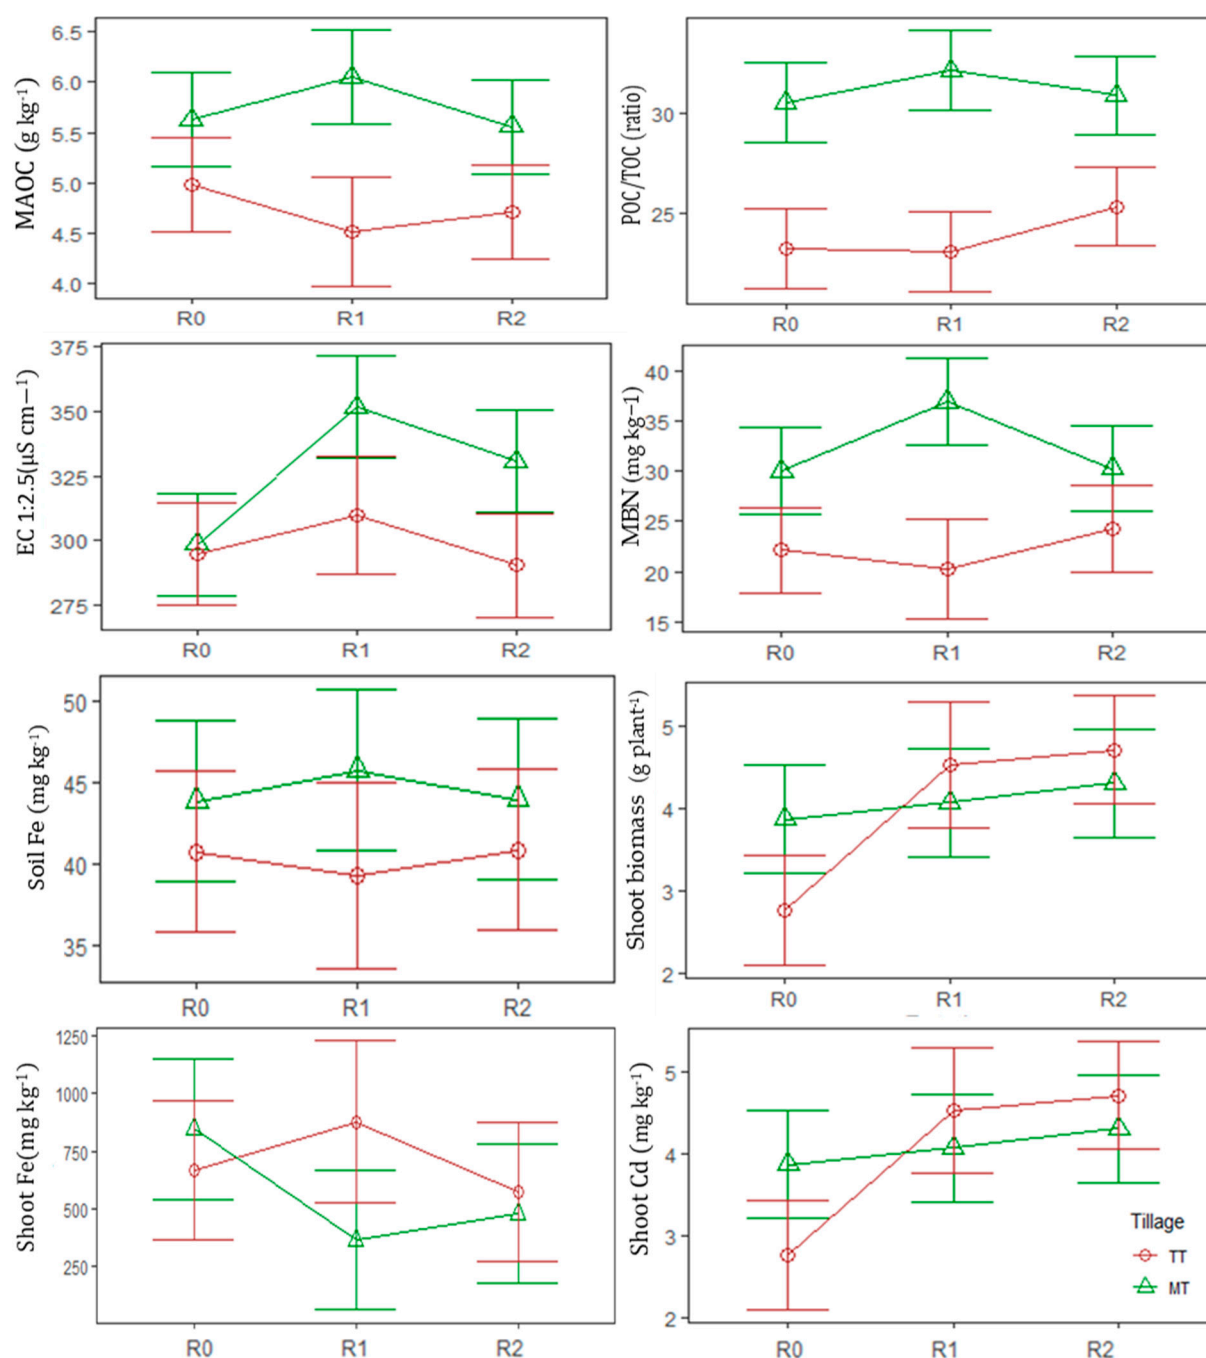 MAOC (g kg⁻¹)
6.5
6.0
5.5
5.0
4.5
4.0
R0 R1 R2
POC/TOC (ratio)
30
25
R0 R1 R2
EC 1:2.5(µS cm−¹)
375
350
325
300
275
R0 R1 R2
MBN (mg kg−1)
40
35
30
25
20
15
R0 R1 R2
Soil Fe (mg kg⁻¹)
50
45
40
35
R0 R1 R2
Shoot biomass (g plant⁻¹)
5
4
3
2
R0 R1 R2
Shoot Fe(mg kg⁻¹)
1250
1000
750
500
250
R0 R1 R2
Shoot Cd (mg kg⁻¹)
5
4
3
2
R0 R1 R2
Tillage
TT
MT